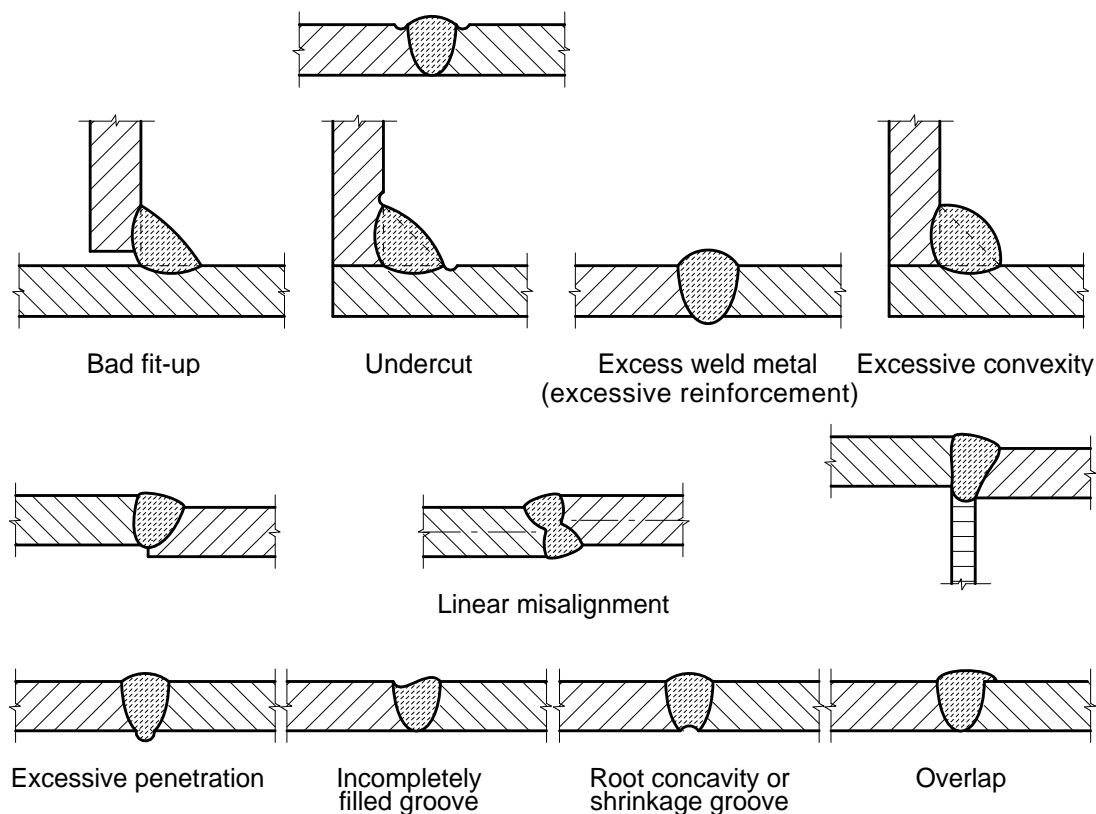 Bad fit-up
Undercut
Excess weld metal
(excessive reinforcement)
Excessive convexity
Linear misalignment
Excessive penetration
Incompletely
filled groove
Root concavity or
shrinkage groove
Overlap